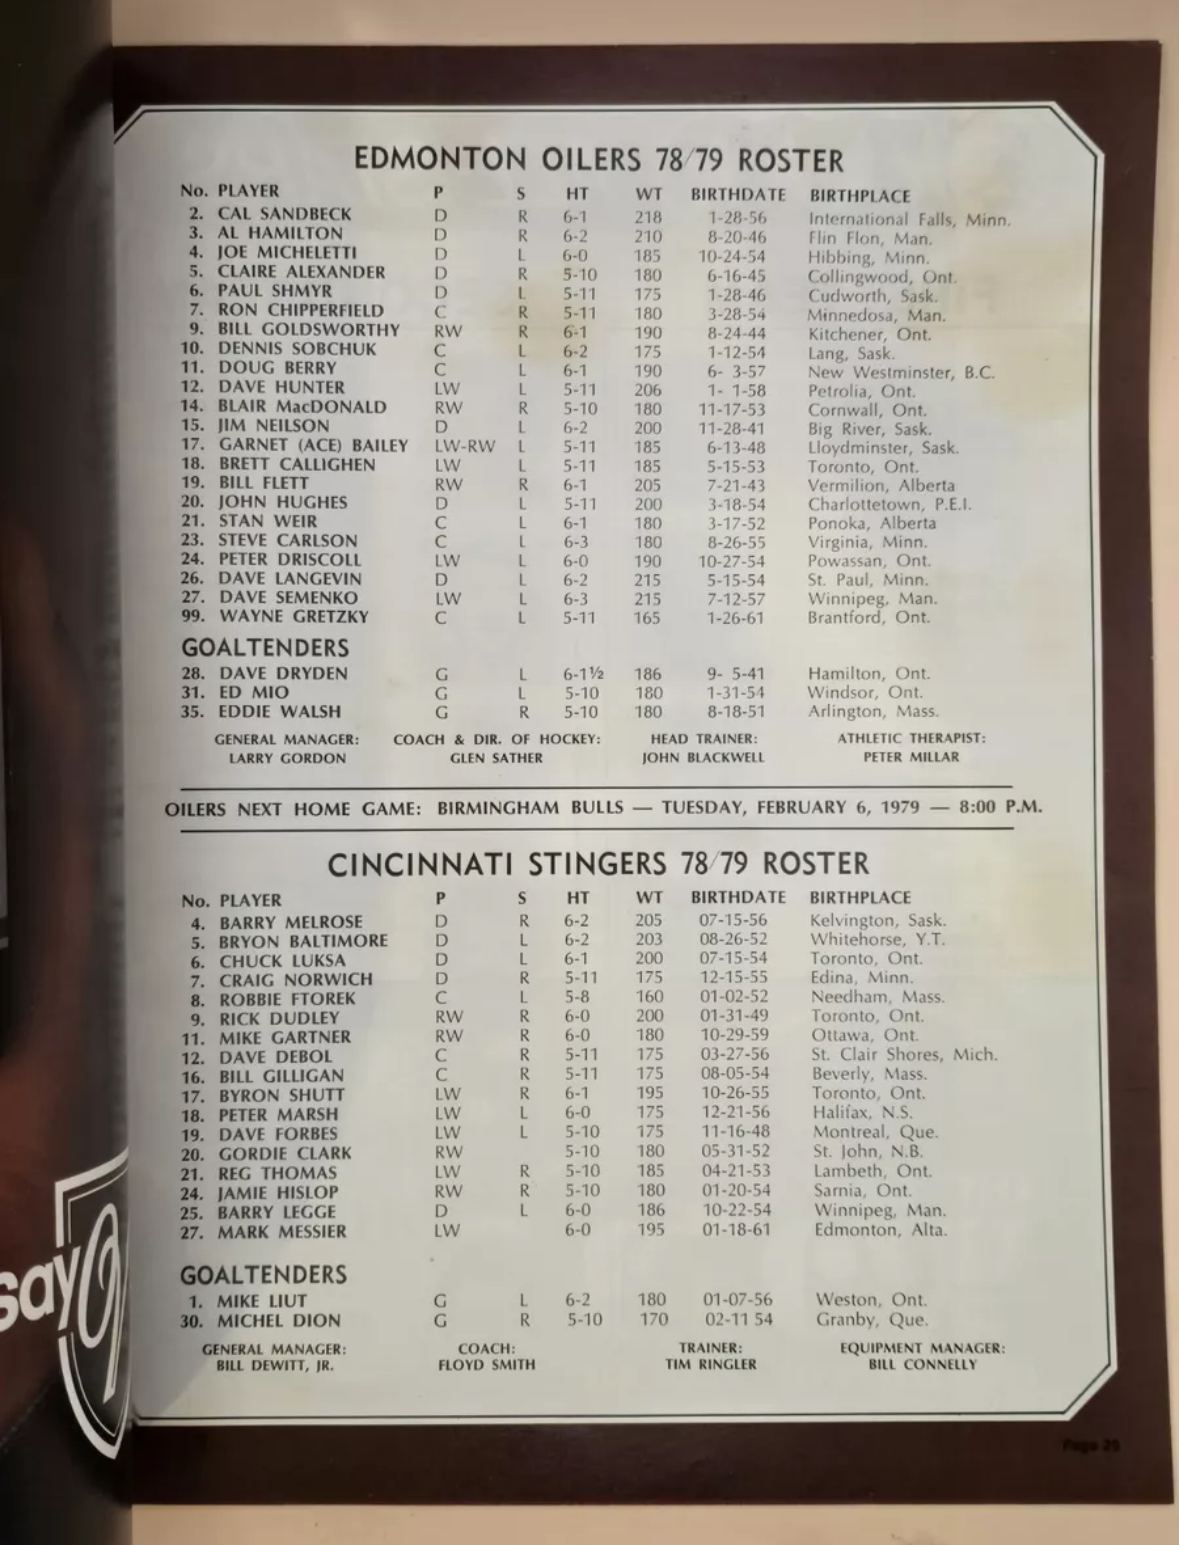 EDMONTON OILERS 78/79 ROSTER
No. PLAYER P S HT WT BIRTHDATE BIRTHPLACE
2. CAL SANDBECK D R 6-1 218 1-28-56 International Falls, Minn.
3. AL HAMILTON D R 6-2 210 8-20-46 Flin Flon, Man.
4. JOE MICHELETTI D L 6-0 185 10-24-54 Hibbing, Minn.
5. CLAIRE ALEXANDER D R 5-10 180 6-16-45 Collingwood, Ont.
6. PAUL SHMYR D L 5-11 175 1-28-46 Cudworth, Sask.
7. RON CHIPPERFIELD C R 5-11 180 3-28-54 Minnedosa, Man.
9. BILL GOLDSWORTHY RW R 6-1 190 8-24-44 Kitchener, Ont.
10. DENNIS SOBCHUK C L 6-2 175 1-12-54 Lang, Sask.
11. DOUG BERRY C L 6-1 190 6- 3-57 New Westminster, B.C.
12. DAVE HUNTER LW L 5-11 206 1- 1-58 Petrolia, Ont.
14. BLAIR MacDONALD RW R 5-10 180 11-17-53 Cornwall, Ont.
15. JIM NEILSON D L 6-2 200 11-28-41 Big River, Sask.
17. GARNET (ACE) BAILEY LW-RW L 5-11 185 6-13-48 Lloydminster, Sask.
18. BRETT CALLIGHEN LW L 5-11 185 5-15-53 Toronto, Ont.
19. BILL FLETT RW R 6-1 205 7-21-43 Vermilion, Alberta
20. JOHN HUGHES D L 5-11 200 3-18-54 Charlottetown, P.E.I.
21. STAN WEIR C L 6-1 180 3-17-52 Ponoka, Alberta
23. STEVE CARLSON C L 6-3 180 8-26-55 Virginia, Minn.
24. PETER DRISCOLL LW L 6-0 190 10-27-54 Powassan, Ont.
26. DAVE LANGEVIN D L 6-2 215 5-15-54 St. Paul, Minn.
27. DAVE SEMENKO LW L 6-3 215 7-12-57 Winnipeg, Man.
99. WAYNE GRETZKY C L 5-11 165 1-26-61 Brantford, Ont.
GOALTENDERS
28. DAVE DRYDEN G L 6-1½ 186 9- 5-41 Hamilton, Ont.
31. ED MIO G L 5-10 180 1-31-54 Windsor, Ont.
35. EDDIE WALSH G R 5-10 180 8-18-51 Arlington, Mass.
GENERAL MANAGER: COACH & DIR. OF HOCKEY: HEAD TRAINER: ATHLETIC THERAPIST:
LARRY GORDON GLEN SATHER JOHN BLACKWELL PETER MILLAR
OILERS NEXT HOME GAME: BIRMINGHAM BULLS — TUESDAY, FEBRUARY 6, 1979 — 8:00 P.M.
CINCINNATI STINGERS 78/79 ROSTER
No. PLAYER P S HT WT BIRTHDATE BIRTHPLACE
4. BARRY MELROSE D R 6-2 205 07-15-56 Kelvington, Sask.
5. BRYON BALTIMORE D L 6-2 203 08-26-52 Whitehorse, Y.T.
6. CHUCK LUKSA D L 6-1 200 07-15-54 Toronto, Ont.
7. CRAIG NORWICH D R 5-11 175 12-15-55 Edina, Minn.
8. ROBBIE FTOREK C L 5-8 160 01-02-52 Needham, Mass.
9. RICK DUDLEY RW R 6-0 200 01-31-49 Toronto, Ont.
11. MIKE GARTNER RW R 6-0 180 10-29-59 Ottawa, Ont.
12. DAVE DEBOL C R 5-11 175 03-27-56 St. Clair Shores, Mich.
16. BILL GILLIGAN C R 5-11 175 08-05-54 Beverly, Mass.
17. BYRON SHUTT LW R 6-1 195 10-26-55 Toronto, Ont.
18. PETER MARSH LW L 6-0 175 12-21-56 Halifax, N.S.
19. DAVE FORBES LW L 5-10 175 11-16-48 Montreal, Que.
20. GORDIE CLARK RW 5-10 180 05-31-52 St. John, N.B.
21. REG THOMAS LW R 5-10 185 04-21-53 Lambeth, Ont.
24. JAMIE HISLOP RW R 5-10 180 01-20-54 Sarnia, Ont.
25. BARRY LEGGE D L 6-0 186 10-22-54 Winnipeg, Man.
27. MARK MESSIER LW 6-0 195 01-18-61 Edmonton, Alta.
GOALTENDERS
1. MIKE LIUT G L 6-2 180 01-07-56 Weston, Ont.
30. MICHEL DION G R 5-10 170 02-11 54 Granby, Que.
GENERAL MANAGER: COACH: TRAINER: EQUIPMENT MANAGER:
BILL DEWITT, JR. FLOYD SMITH TIM RINGLER BILL CONNELLY
say
Page 29